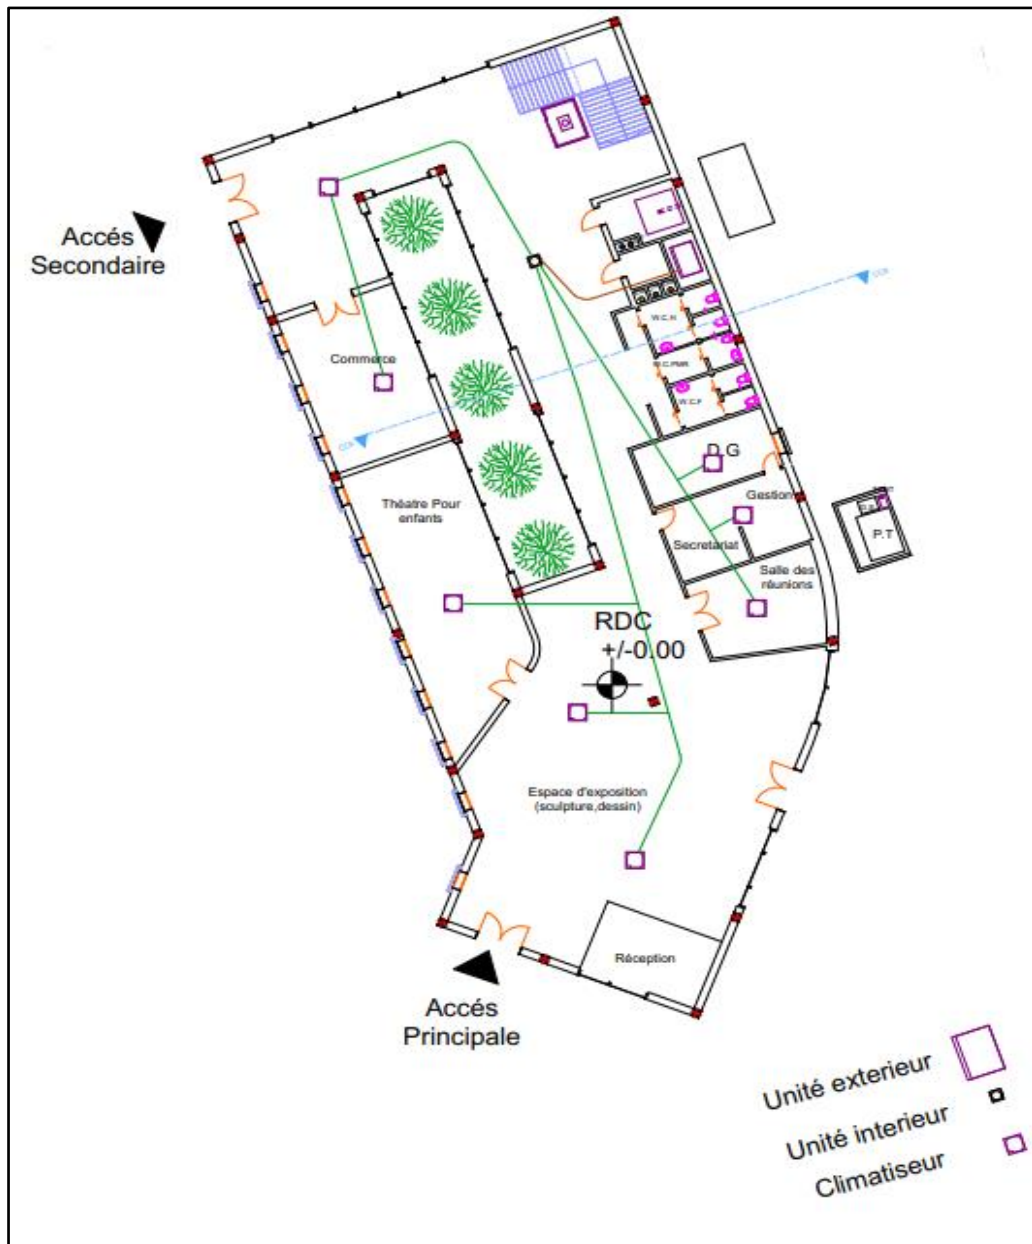 Accés
Secondaire
Commerce
W.C.H
W.C.PMR
W.C.F
D.G
Gestion
Théatre Pour
enfants
Secretariat
P.T
Salle des
réunions
RDC
+/-0.00
Espace d'exposition
(sculpture,dessin)
Réception
Accés
Principale
Unité exterieur
Unité interieur
Climatiseur